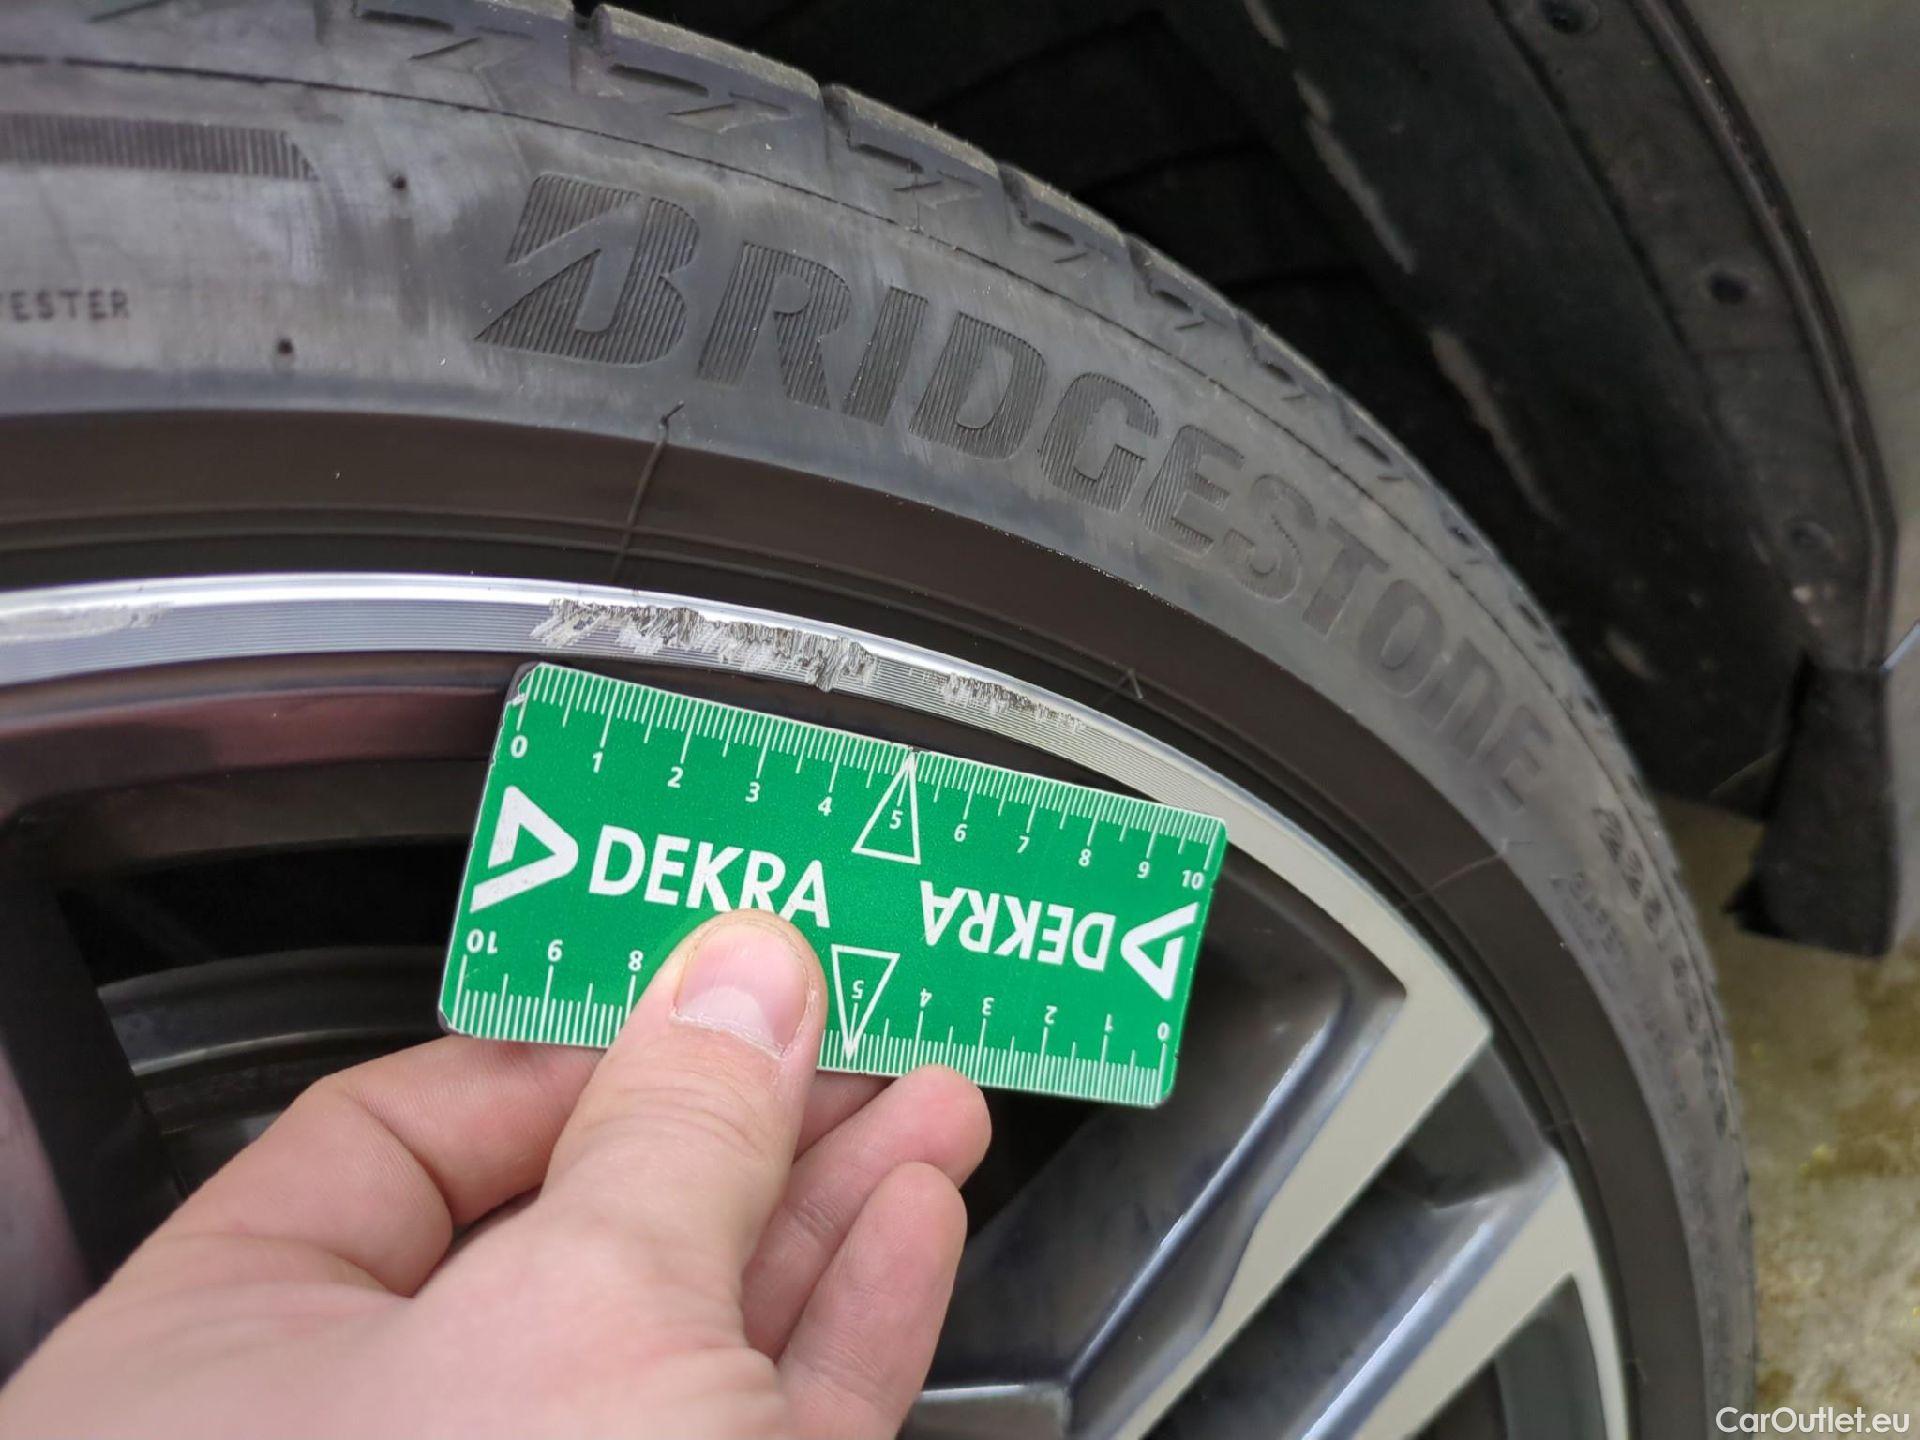 BRIDGESTONE
0 1 2 3 4 5 6 7 8 9 10
DEKRA
DEKRA
10 9 8 5 4 3 2 1 0
CarOutlet.eu